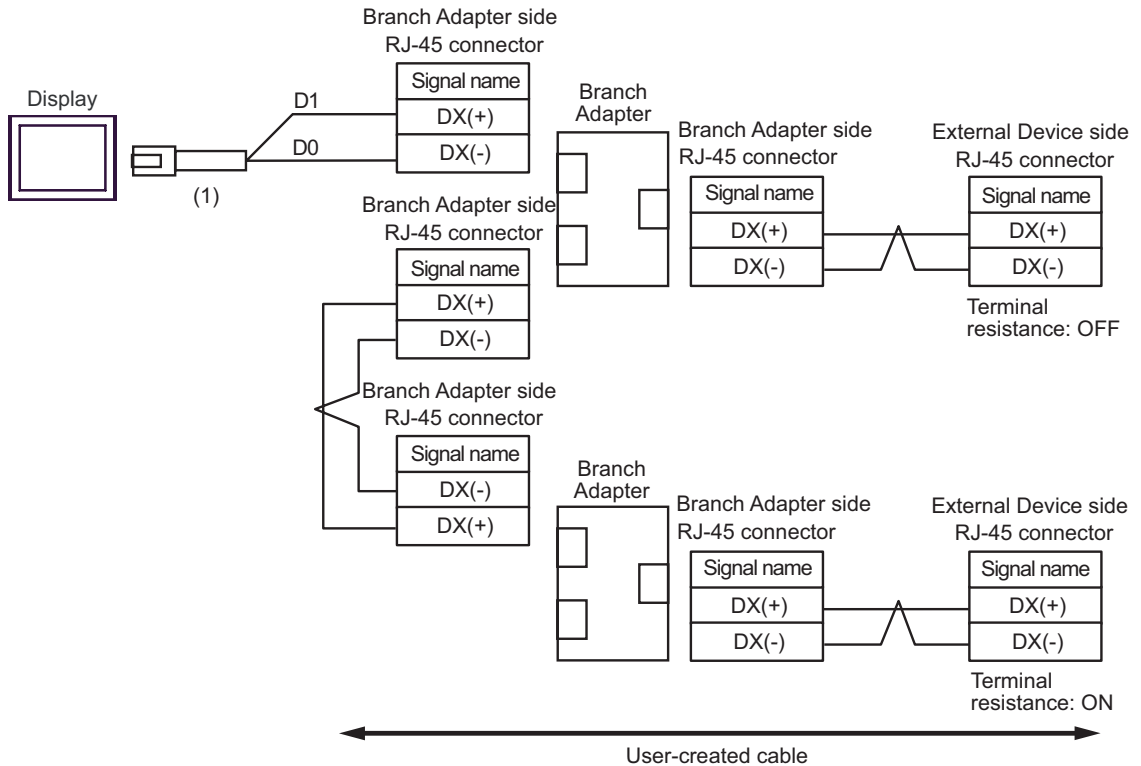 Branch Adapter side
RJ-45 connector
Signal name
DX(+)
DX(-)
Display
D1
D0
(1)
Branch
Adapter
Branch Adapter side
RJ-45 connector
Signal name
DX(+)
DX(-)
External Device side
RJ-45 connector
Signal name
DX(+)
DX(-)
Terminal
resistance: OFF
Branch Adapter side
RJ-45 connector
Signal name
DX(+)
DX(-)
Branch Adapter side
RJ-45 connector
Signal name
DX(-)
DX(+)
Branch
Adapter
Branch Adapter side
RJ-45 connector
Signal name
DX(+)
DX(-)
External Device side
RJ-45 connector
Signal name
DX(+)
DX(-)
Terminal
resistance: ON
User-created cable